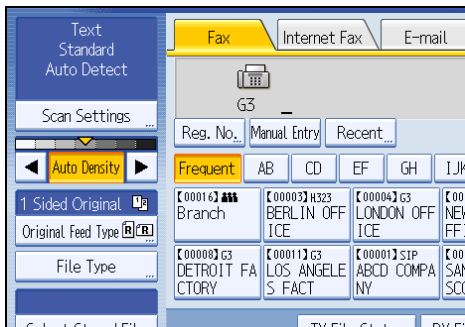 Text
Standard
Auto Detect
Scan Settings
Auto Density
1 Sided Original
Original Feed Type
File Type
Fax
Internet Fax
E-mail
G3
Reg. No.
Manual Entry
Recent
Frequent
AB
CD
EF
GH
【00016】
Branch
【00003】H323
BERLIN OFF
ICE
【00004】G3
LONDON OFF
ICE
【00008】G3
DETROIT FA
CTORY
【00011】G3
LOS ANGELE
S FACT
【00001】SIP
ABCD COMPA
NY